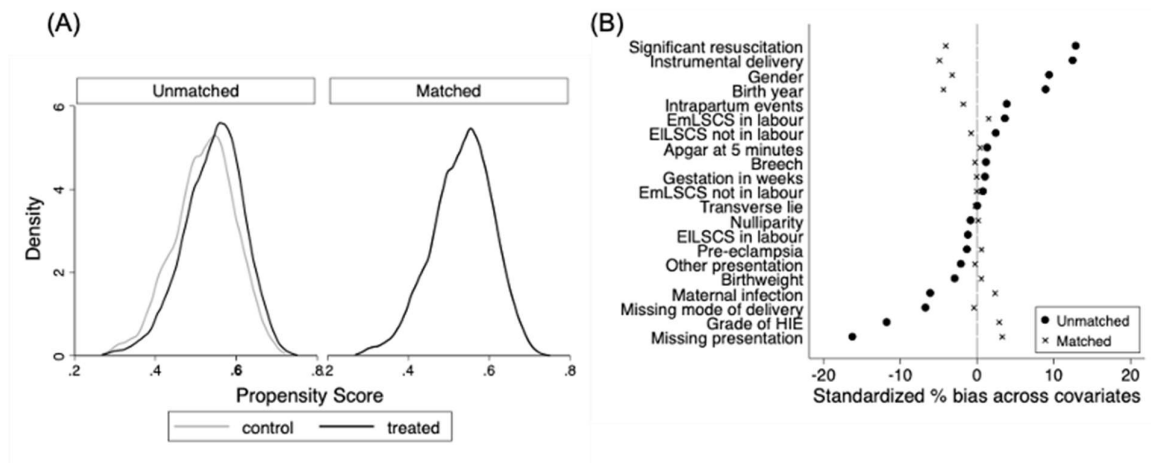 (A)
Unmatched
Matched
6
4
2
0
Density
.2
.4
.6
.8
.2
.4
.6
.8
Propensity Score
control
treated
(B)
Significant resuscitation
Instrumental delivery
Gender
Birth year
Intrapartum events
EmLSCS in labour
ElLSCS not in labour
Apgar at 5 minutes
Breech
Gestation in weeks
EmLSCS not in labour
Transverse lie
Nulliparity
ElLSCS in labour
Pre-eclampsia
Other presentation
Birthweight
Maternal infection
Missing mode of delivery
Grade of HIE
Missing presentation
Unmatched
Matched
-20
-10
0
10
20
Standardized % bias across covariates